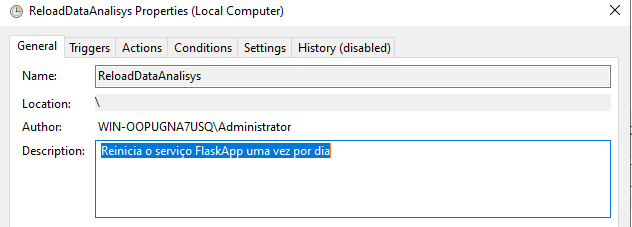 ReloadDataAnalisys Properties (Local Computer)
General Triggers Actions Conditions Settings History (disabled)
Name: ReloadDataAnalisys
Location: \
Author: WIN-OOPUGNA7USQ\Administrator
Description: Reinicia o serviço FlaskApp uma vez por dia